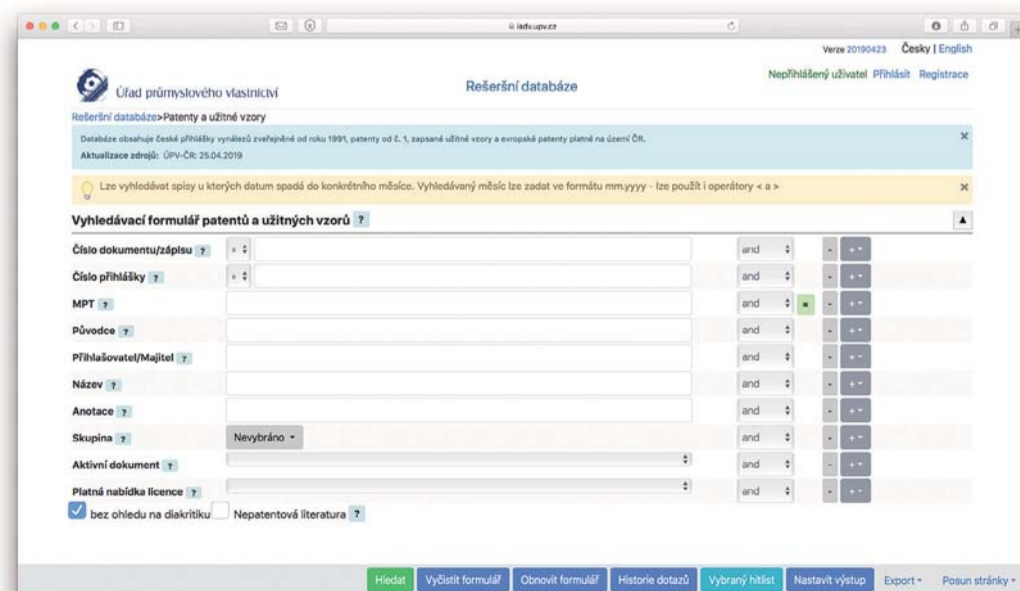 isdv.upv.cz
Verze 20190423 Česky | English
Nepřihlášený uživatel Přihlásit Registrace
Úřad průmyslového vlastnictví
Rešeršní databáze
Rešeršní databáze>Patenty a užitné vzory
Databáze obsahuje české přihlášky vynálezů zveřejněné od roku 1991, patenty od č. 1, zapsané užitné vzory a evropské patenty platné na území ČR.
Aktualizace zdrojů: ÚPV-ČR: 25.04.2019
Lze vyhledávat spisy u kterých datum spadá do konkrétního měsíce. Vyhledávaný měsíc lze zadat ve formátu mm.yyyy - lze použít i operátory < a >
Vyhledávací formulář patentů a užitných vzorů ?
Číslo dokumentu/zápisu ? = and - +
Číslo přihlášky ? = and - +
MPT ? and = - +
Původce ? and - +
Přihlašovatel/Majitel ? and - +
Název ? and - +
Anotace ? and - +
Skupina ? Nevybráno and - +
Aktivní dokument ? and - +
Platná nabídka licence ? and - +
bez ohledu na diakritiku Nepatentová literatura ?
Hledat Vyčistit formulář Obnovit formulář Historie dotazů Vybraný hitlist Nastavit výstup Export Posun stránky